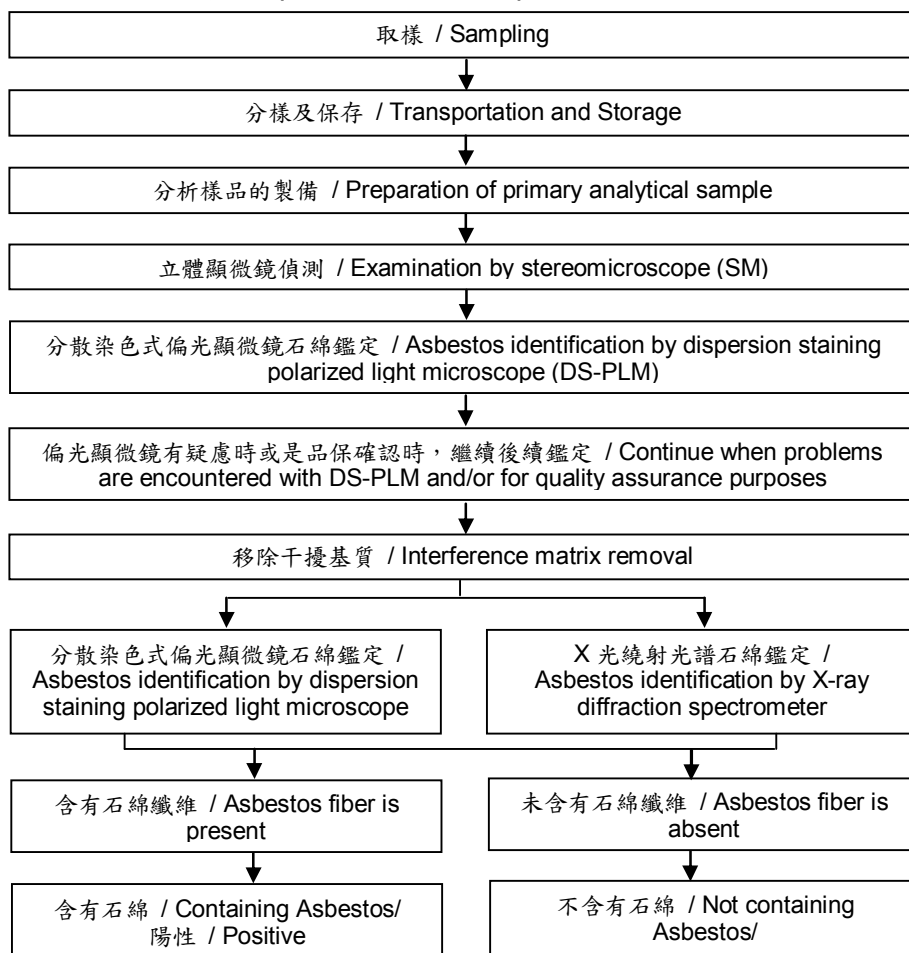 取樣 / Sampling
分樣及保存 / Transportation and Storage
分析樣品的製備 / Preparation of primary analytical sample
立體顯微鏡偵測 / Examination by stereomicroscope (SM)
分散染色式偏光顯微鏡石綿鑑定 / Asbestos identification by dispersion staining
polarized light microscope (DS-PLM)
偏光顯微鏡有疑慮時或是品保確認時，繼續後續鑑定 / Continue when problems
are encountered with DS-PLM and/or for quality assurance purposes
移除干擾基質 / Interference matrix removal
分散染色式偏光顯微鏡石綿鑑定 /
Asbestos identification by dispersion
staining polarized light microscope
X 光繞射光譜石綿鑑定 /
Asbestos identification by X-ray
diffraction spectrometer
含有石綿纖維 / Asbestos fiber is
present
未含有石綿纖維 / Asbestos fiber is
absent
含有石綿 / Containing Asbestos/
陽性 / Positive
不含有石綿 / Not containing
Asbestos/